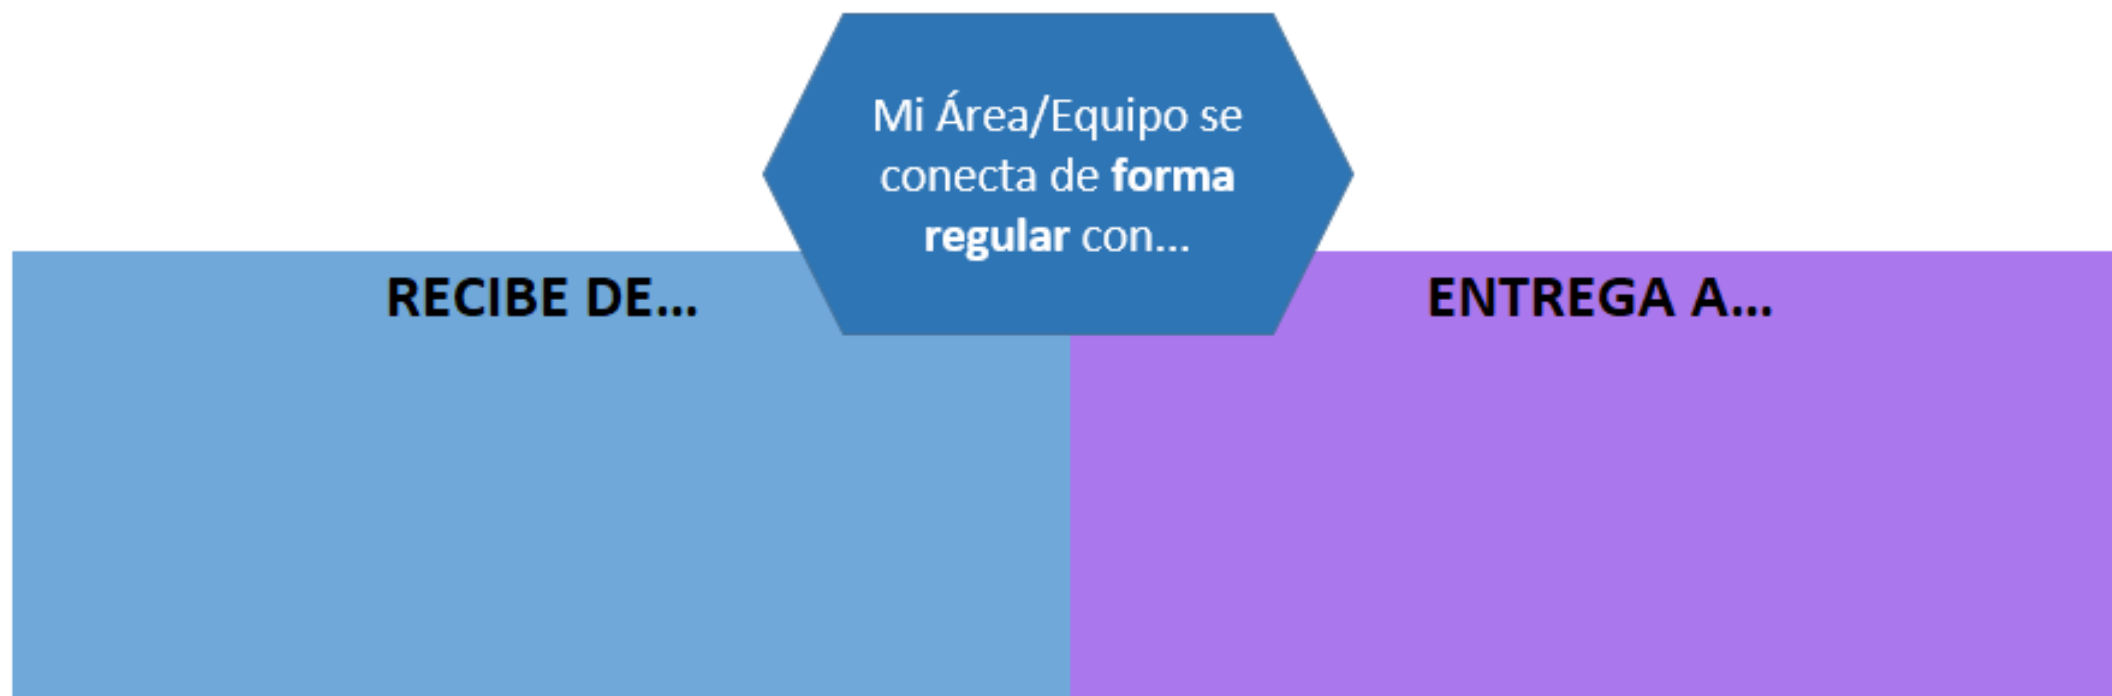 Mi Área/Equipo se
conecta de forma
regular con...
RECIBE DE...
ENTREGA A...